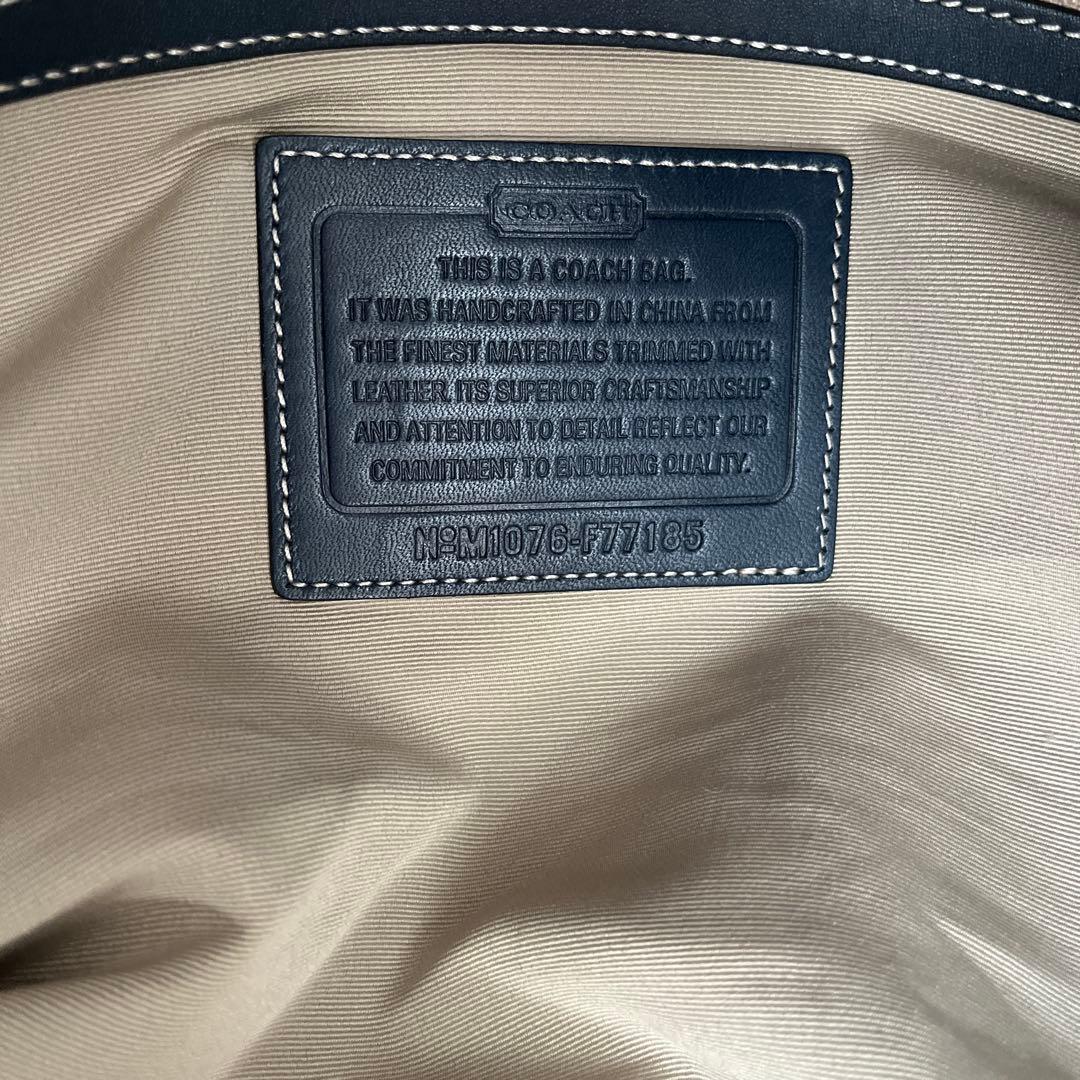 COACH
THIS IS A COACH BAG.
IT WAS HANDCRAFTED IN CHINA FROM
THE FINEST MATERIALS TRIMMED WITH
LEATHER. ITS SUPERIOR CRAFTSMANSHIP
AND ATTENTION TO DETAIL REFLECT OUR
COMMITMENT TO ENDURING QUALITY.
NºM1076-F77185